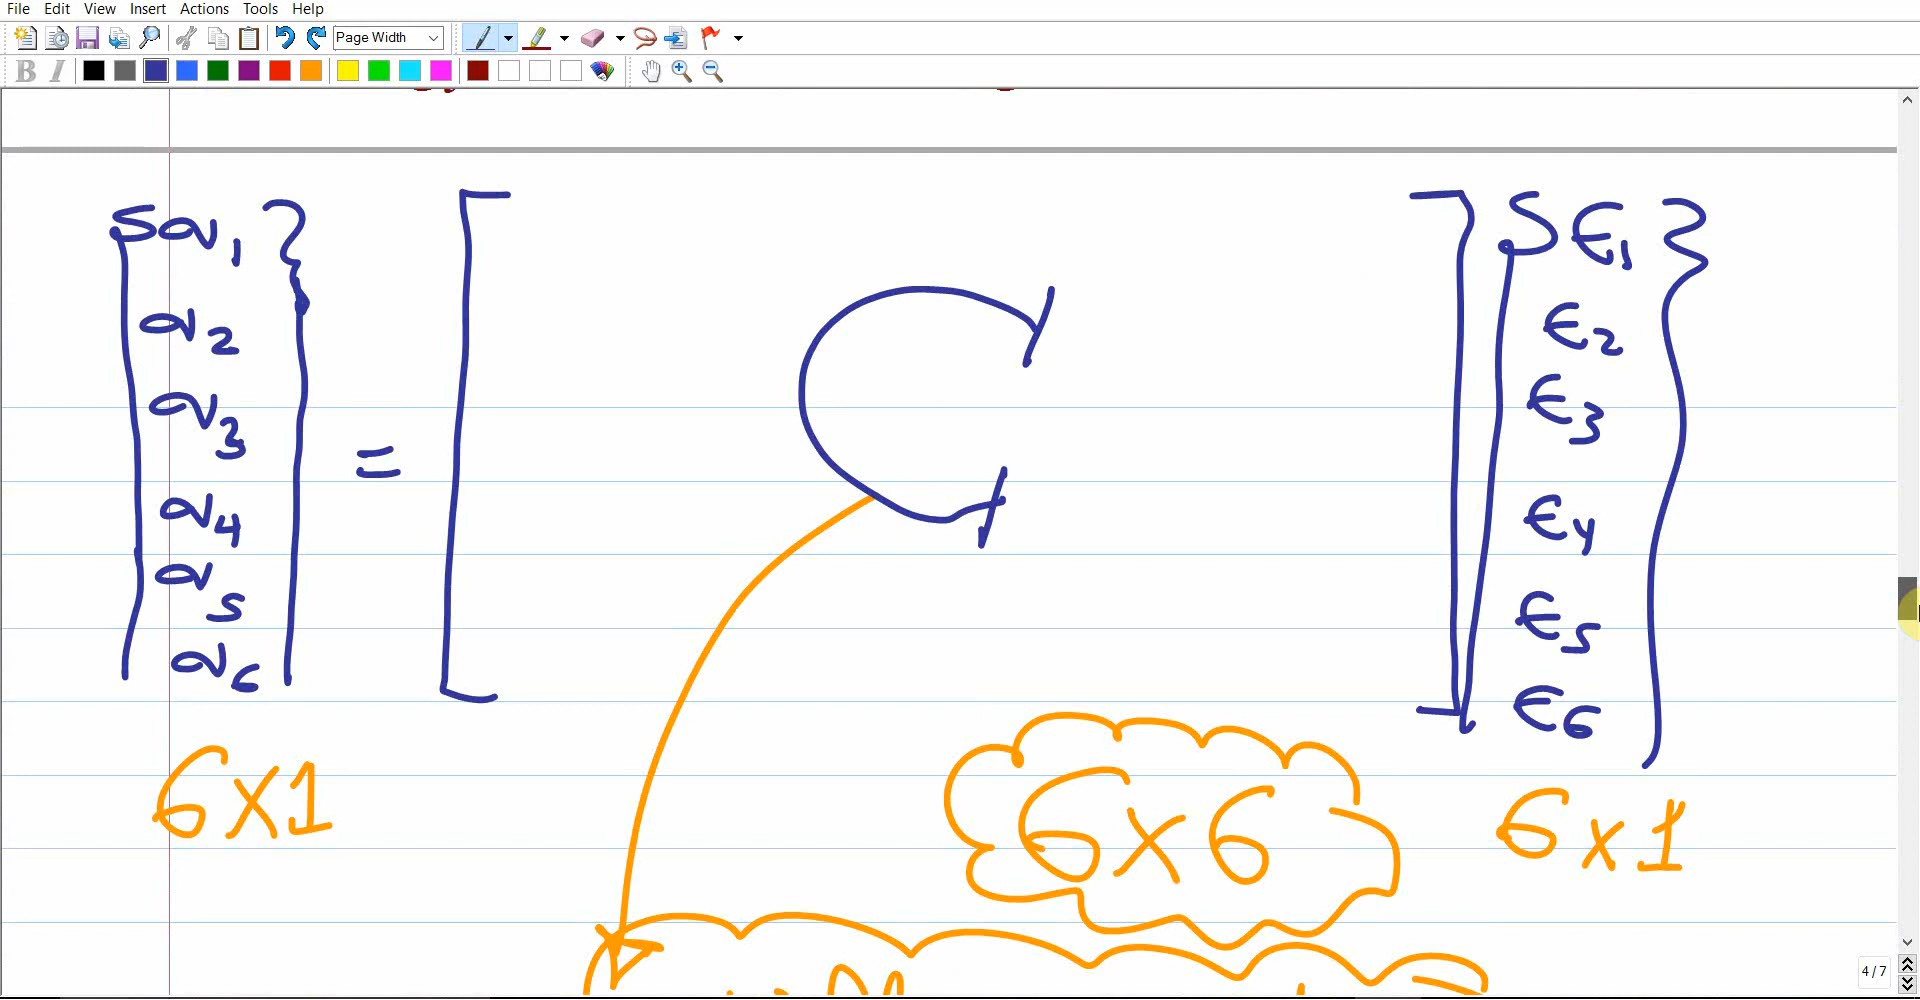 File Edit View Insert Actions Tools Help
Page Width
B I
{ σ1 } = [ C ] { ε1 }
σ2 ε2
σ3 ε3
σ4 ε4
σ5 ε5
σ6 ε6
6x1 6x6 6x1
4 / 7